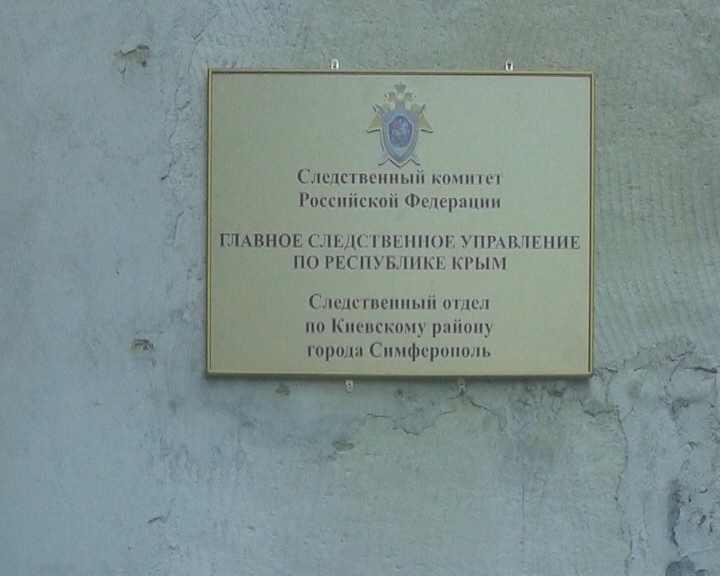 Следственный комитет
Российской Федерации
ГЛАВНОЕ СЛЕДСТВЕННОЕ УПРАВЛЕНИЕ
ПО РЕСПУБЛИКЕ КРЫМ
Следственный отдел
по Киевскому району
города Симферополь